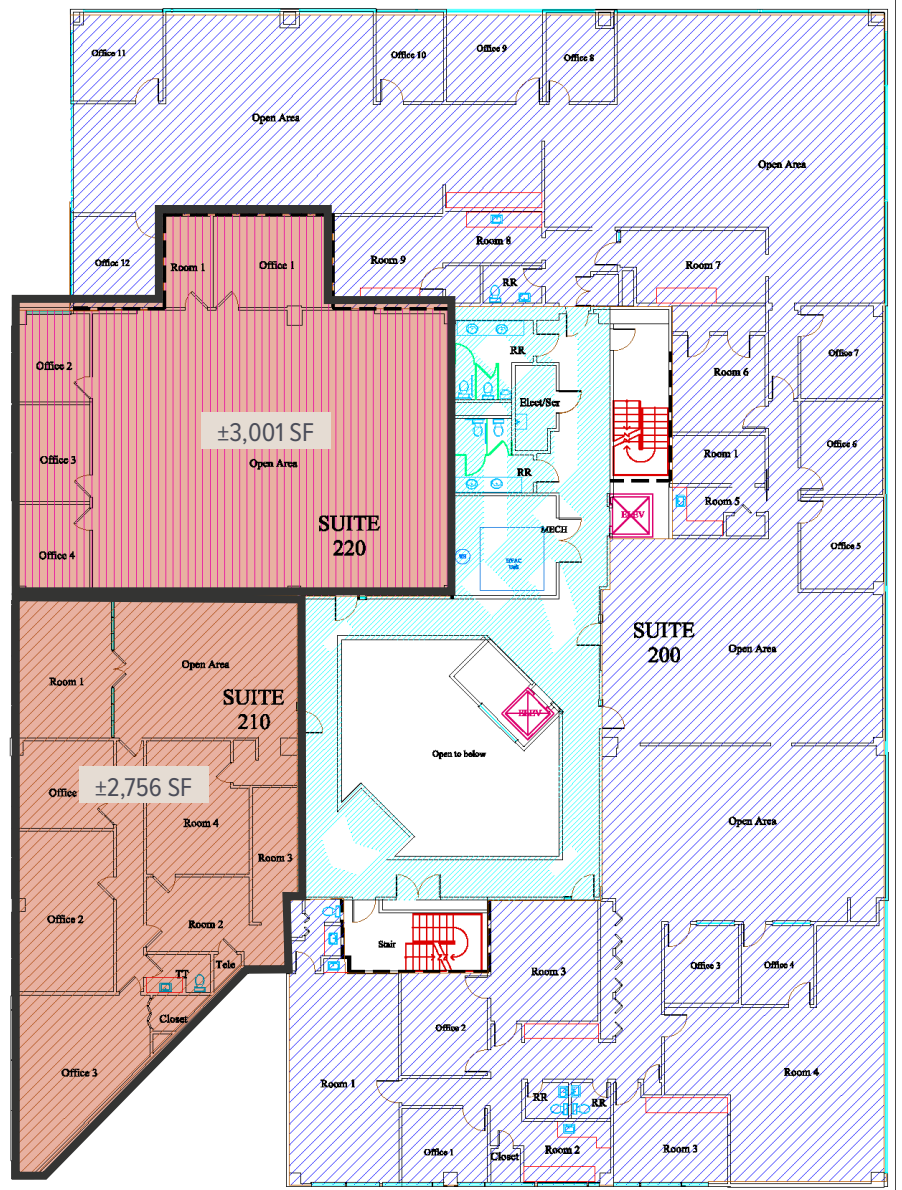 Office 11
Office 10
Office 9
Office 8
Open Area
Open Area
Office 12
Room 1
Office 1
Room 9
Room 8
RR
Room 7
Office 2
RR
Elect/Ser
Room 6
Office 7
±3,001 SF
Office 3
Open Area
RR
Room 1
Office 6
Room 5
SUITE
220
Office 4
MECH
ELEV
HVAC
Unit
Office 5
SUITE
200
Open Area
Room 1
Open Area
SUITE
210
ELEV
Open to below
Office
±2,756 SF
Room 4
Open Area
Room 3
Office 2
Room 2
Stair
TT
Tele
Room 3
Office 3
Office 4
Closet
Office 2
Office 3
Room 1
Room 4
RR
RR
Office 1
Closet
Room 2
Room 3